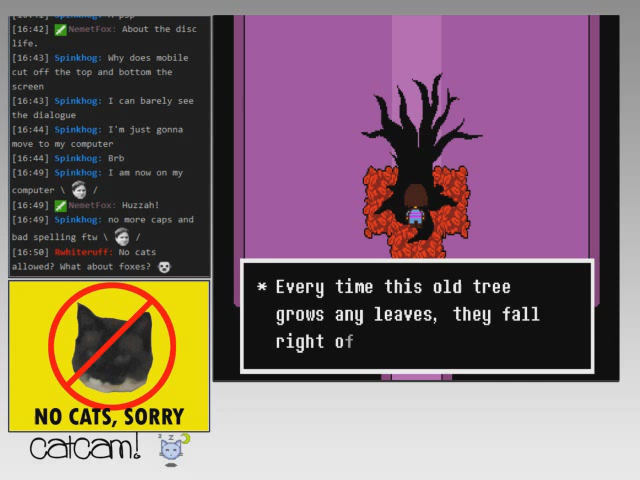 [16:42] NemetFox: About the disc
life.
[16:43] Spinkhog: Why does mobile
cut off the top and bottom the
screen
[16:43] Spinkhog: I can barely see
the dialogue
[16:44] Spinkhog: I'm just gonna
move to my computer
[16:44] Spinkhog: Brb
[16:49] Spinkhog: I am now on my
computer \ /
[16:49] NemetFox: Huzzah!
[16:49] Spinkhog: no more caps and
bad spelling ftw \ /
[16:50] Rwhiteruff: No cats
allowed? What about foxes?
* Every time this old tree
grows any leaves, they fall
right of
NO CATS, SORRY
catcam!
z z z